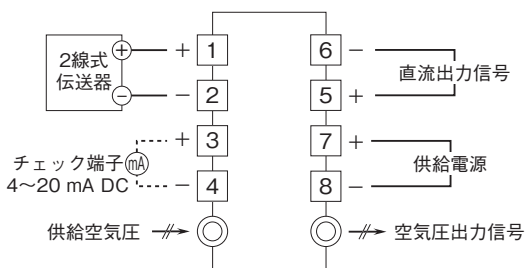 2線式
伝送器
+
−
+ 1
− 2
+ 3
− 4
チェック端子 mA
4〜20 mA DC
供給空気圧
6 −
5 +
直流出力信号
7 +
8 −
供給電源
空気圧出力信号